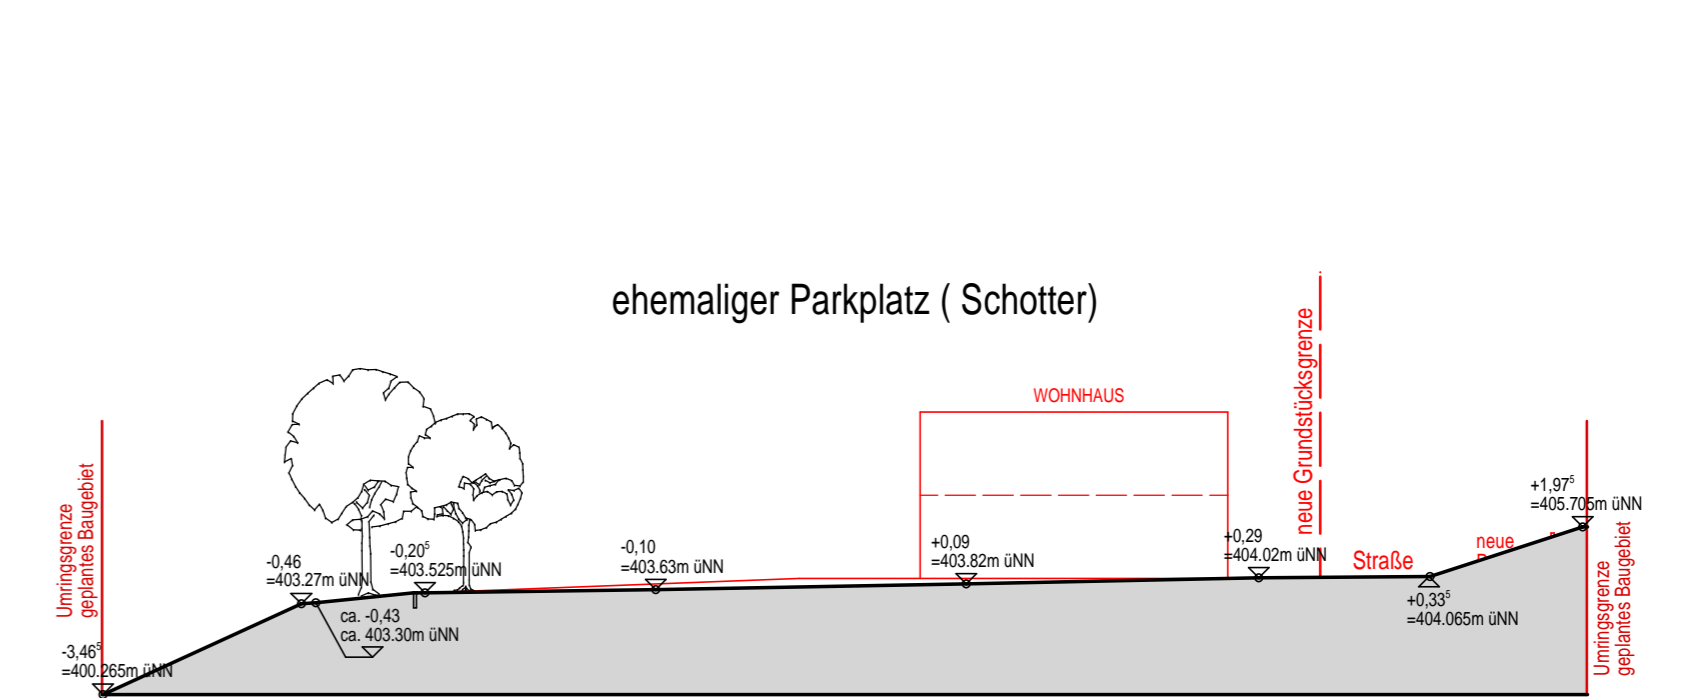 ehemaliger Parkplatz ( Schotter)
neue Grundstücksgrenze
WOHNHAUS
Umringsgrenze
geplantes Baugebiet
+1,97⁵
=405.705m üNN
-0,46
=403.27m üNN
-0,20⁵
=403.525m üNN
-0,10
=403.63m üNN
+0,09
=403.82m üNN
+0,29
=404.02m üNN
Straße
neue
ca. -0,43
ca. 403.30m üNN
+0,33⁵
=404.065m üNN
Umringsgrenze
geplantes Baugebiet
-3,46⁵
=400.265m üNN